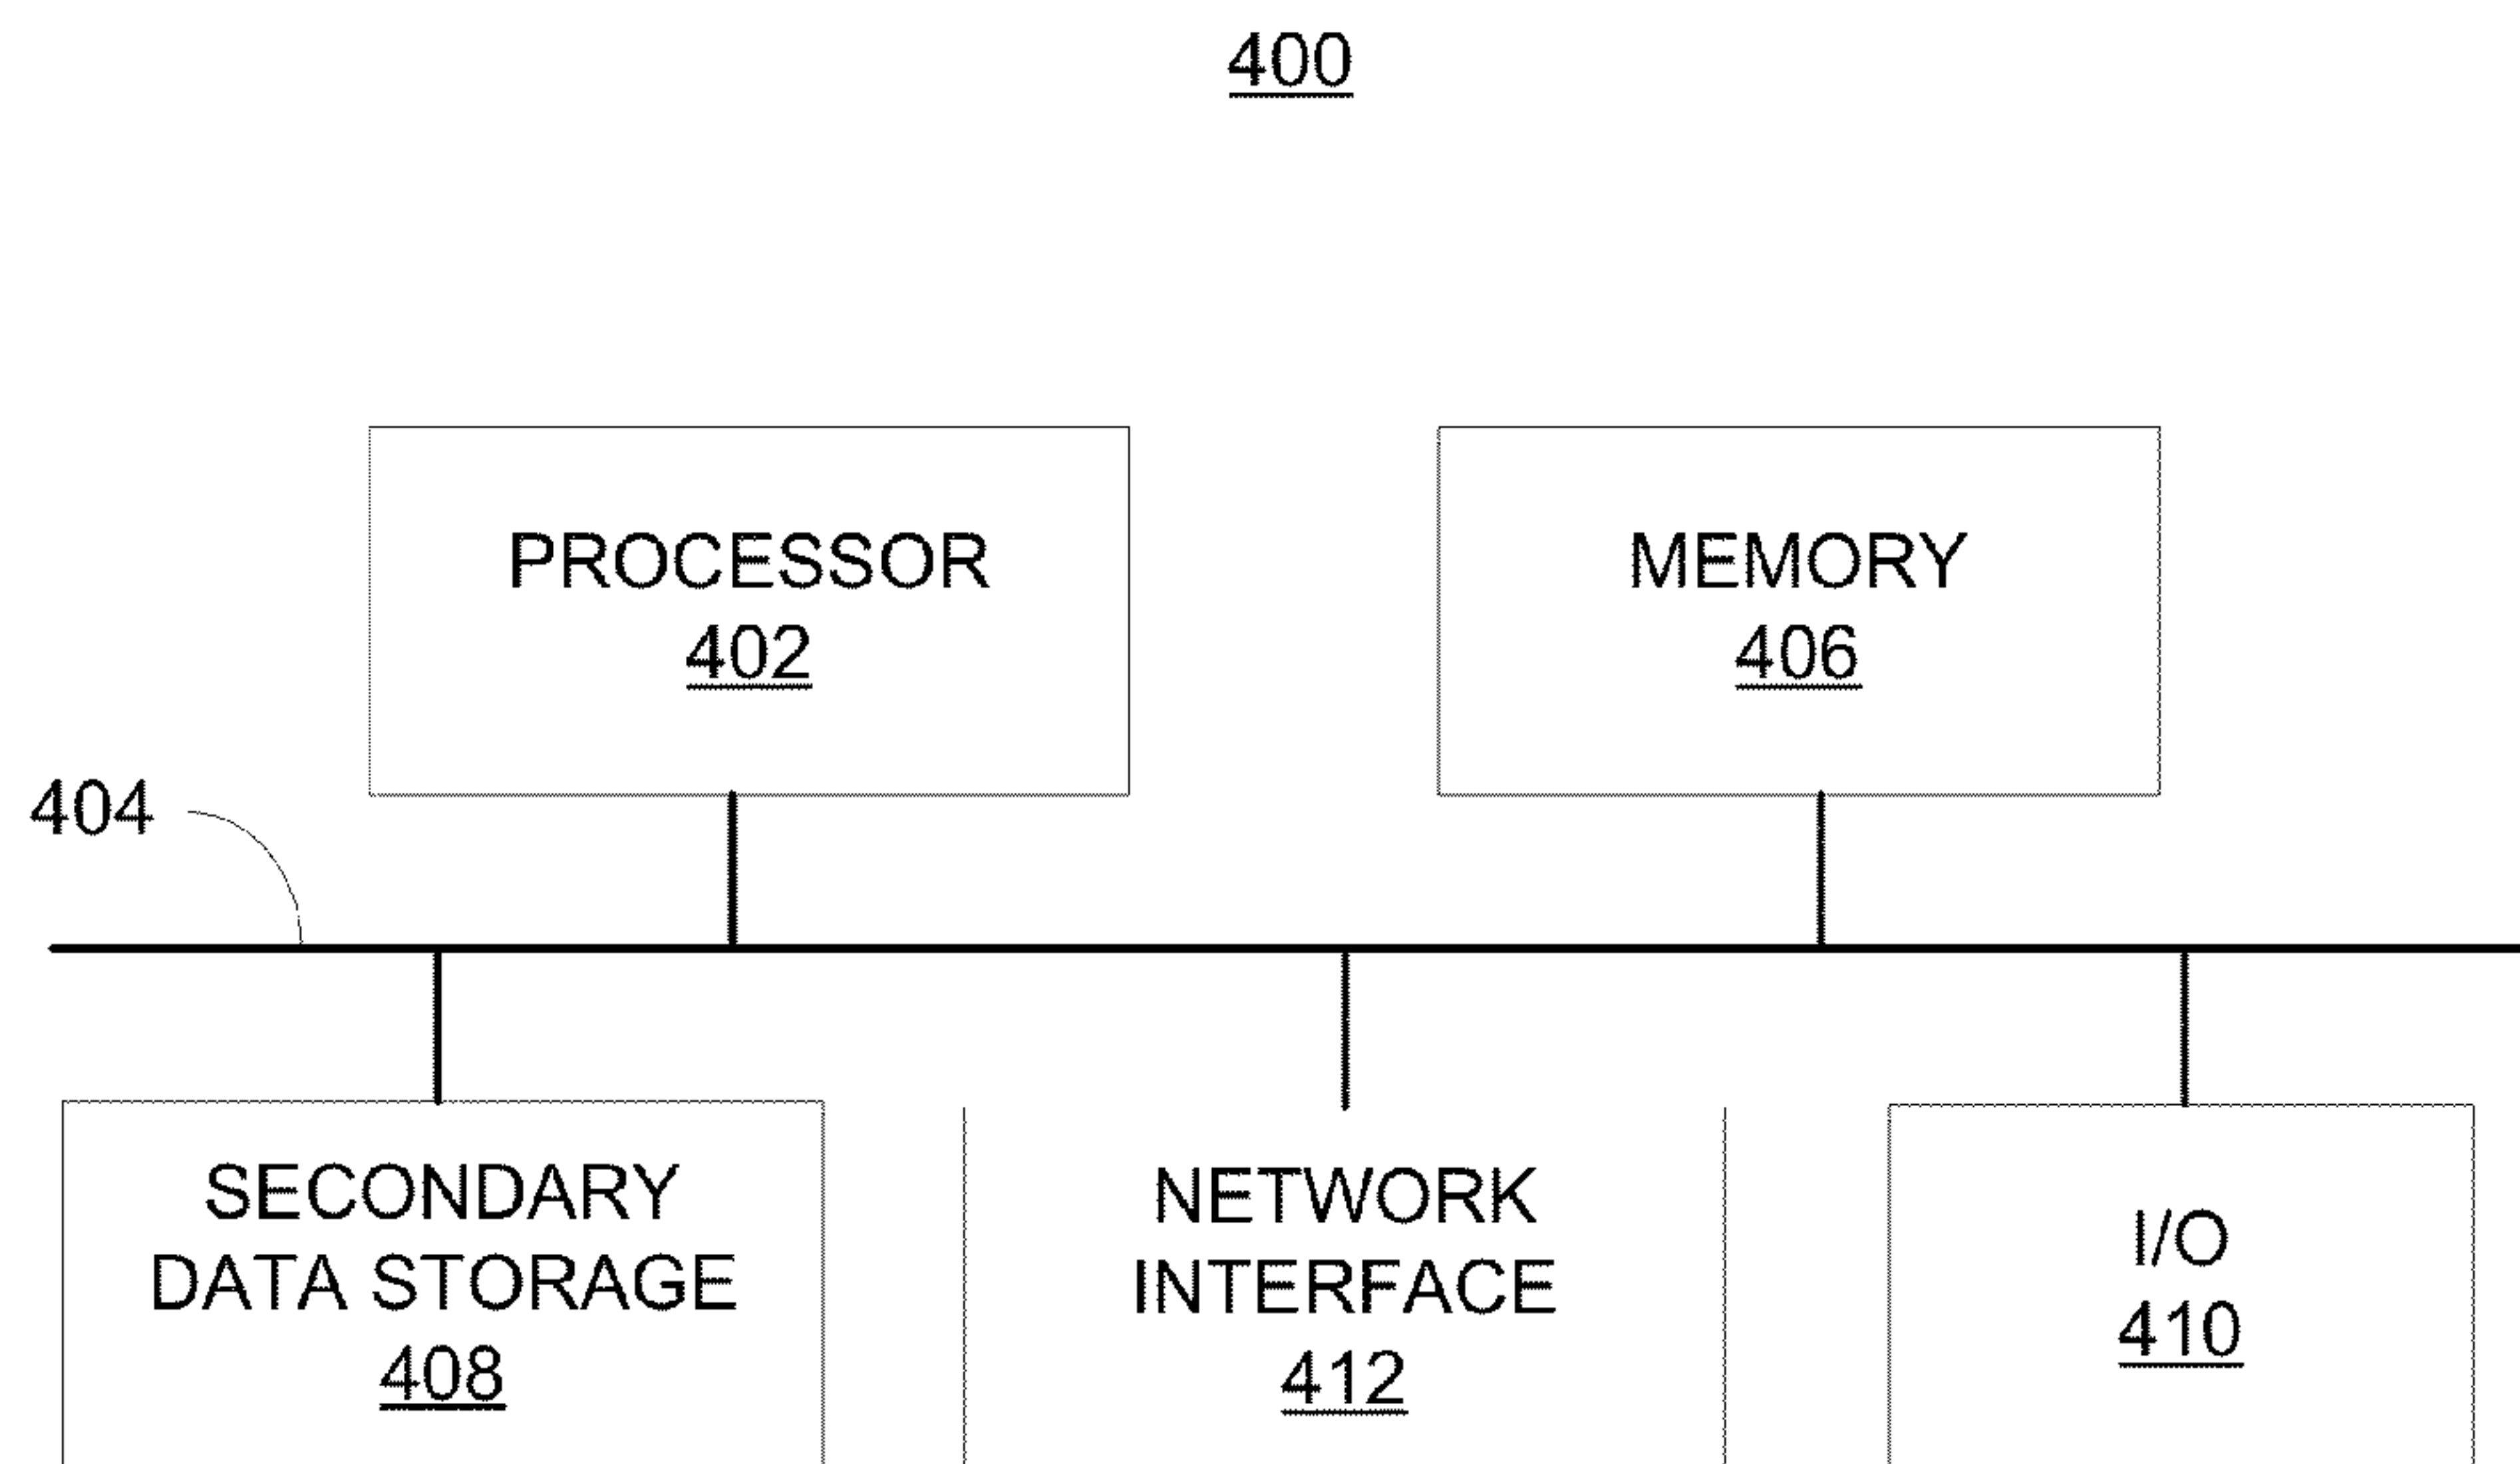 400
PROCESSOR
402
MEMORY
406
404
SECONDARY
DATA STORAGE
408
NETWORK
INTERFACE
412
I/O
410